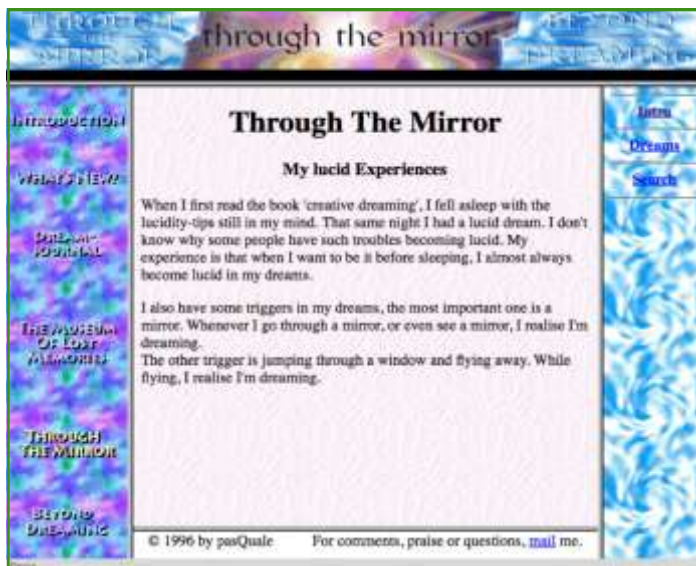 THROUGH
THE
MIRROR
through the mirror
BEYOND
DREAMING
INTRODUCTION
WHAT'S NEW?
DREAM-
JOURNAL
THE MUSEUM
OF LOST
MEMORIES
THROUGH
THE MIRROR
BEYOND
DREAMING
Through The Mirror
My lucid Experiences
When I first read the book 'creative dreaming', I fell asleep with the
lucidity-tips still in my mind. That same night I had a lucid dream. I don't
know why some people have such troubles becoming lucid. My
experience is that when I want to be it before sleeping, I almost always
become lucid in my dreams.
I also have some triggers in my dreams, the most important one is a
mirror. Whenever I go through a mirror, or even see a mirror, I realise I'm
dreaming.
The other trigger is jumping through a window and flying away. While
flying, I realise I'm dreaming.
© 1996 by pasQuale For comments, praise or questions, mail me.
Intro
Dreams
Search